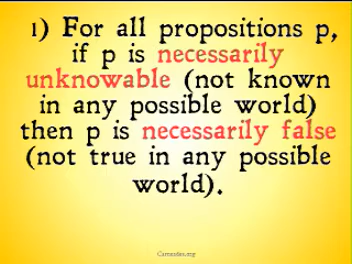 1) For all propositions p,
if p is necessarily
unknowable (not known
in any possible world)
then p is necessarily false
(not true in any possible
world).
Carneades.org